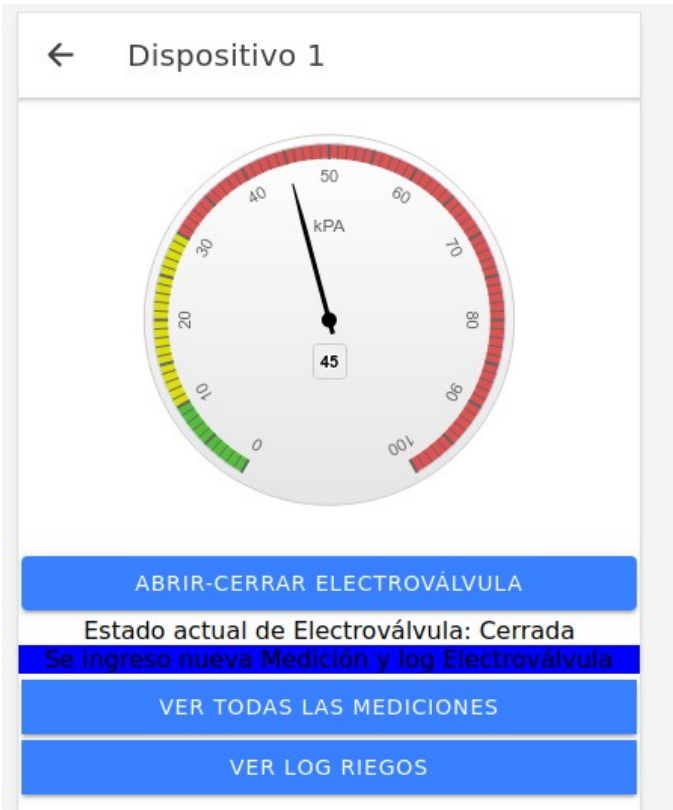 Dispositivo 1
0
10
20
30
40
50
60
70
80
90
100
kPA
45
ABRIR-CERRAR ELECTROVÁLVULA
Estado actual de Electroválvula: Cerrada
Se ingreso nueva Medición y log Electroválvula
VER TODAS LAS MEDICIONES
VER LOG RIEGOS